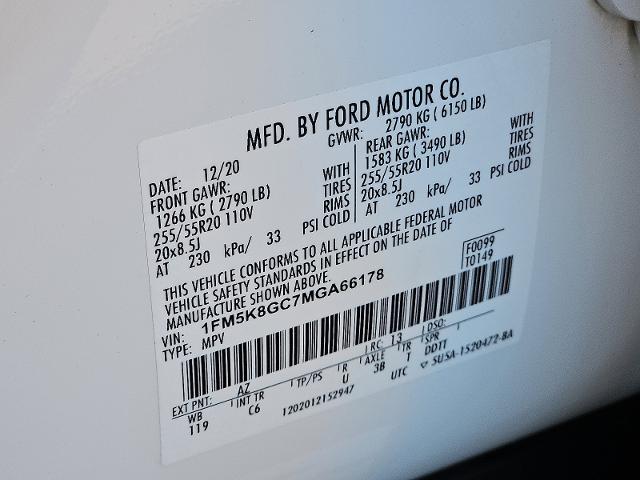 MFD. BY FORD MOTOR CO.
DATE: 12/20 GVWR: 2790 KG ( 6150 LB)
FRONT GAWR: WITH REAR GAWR: WITH
1266 KG ( 2790 LB) TIRES 1583 KG ( 3490 LB) TIRES
255/55R20 110V RIMS 255/55R20 110V RIMS
20x8.5J 20x8.5J
AT 230 kPa/ 33 PSI COLD AT 230 kPa/ 33 PSI COLD
THIS VEHICLE CONFORMS TO ALL APPLICABLE FEDERAL MOTOR
VEHICLE SAFETY STANDARDS IN EFFECT ON THE DATE OF
MANUFACTURE SHOWN ABOVE.
F0099
T0149
VIN: 1FM5K8GC7MGA66178
TYPE: MPV
EXT PNT: AZ RC: 13 DSO:
WB INT TR TP/PS R AXLE TR SPR
119 C6 U 3B T DDTT
1202012152947 UTC SUSA-1520472-BA